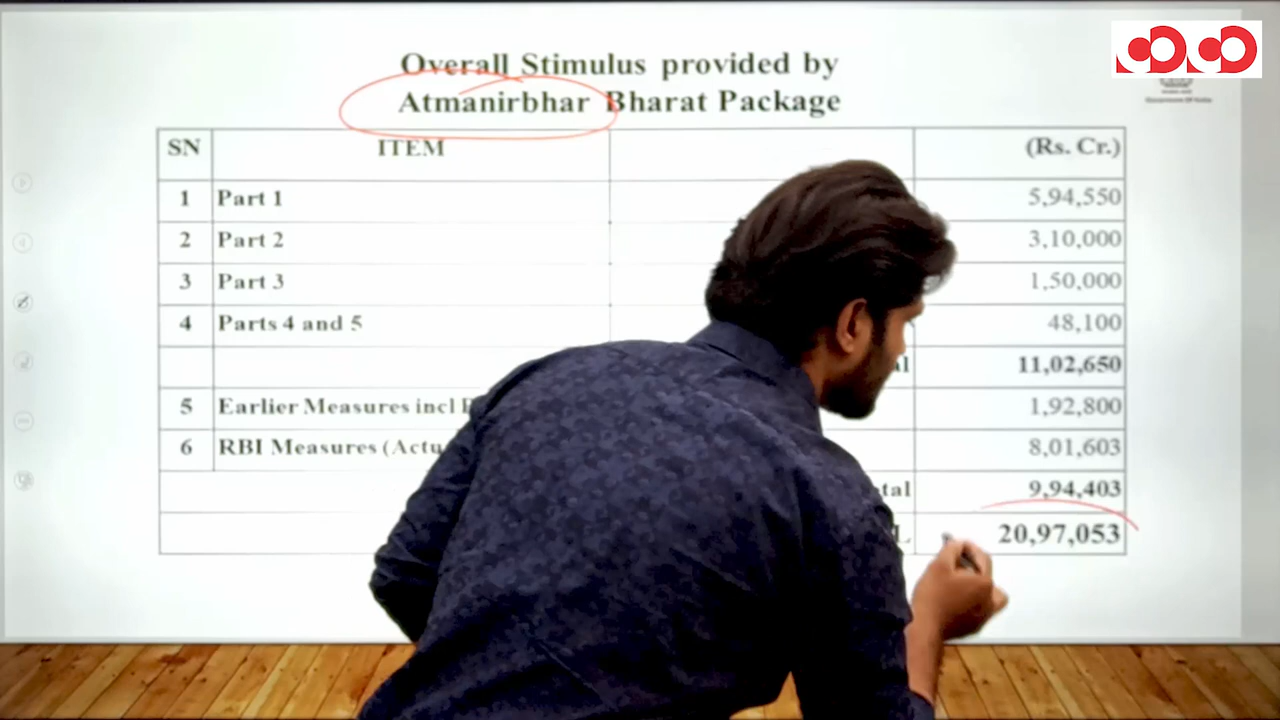 Overall Stimulus provided by
Atmanirbhar Bharat Package
SN ITEM (Rs. Cr.)
1 Part 1 5,94,550
2 Part 2 3,10,000
3 Part 3 1,50,000
4 Parts 4 and 5 48,100
11,02,650
5 Earlier Measures incl 1,92,800
6 RBI Measures (Actu 8,01,603
tal 9,94,403
20,97,053